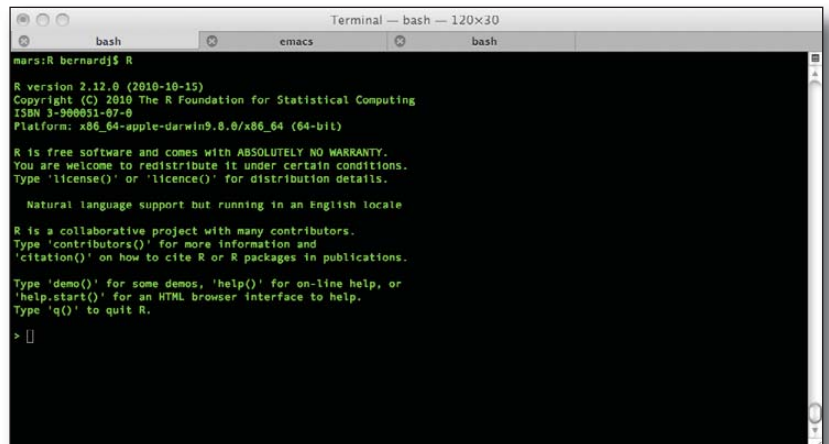 Terminal — bash — 120×30
bash emacs bash
mars:R bernardj$ R
R version 2.12.0 (2010-10-15)
Copyright (C) 2010 The R Foundation for Statistical Computing
ISBN 3-900051-07-0
Platform: x86_64-apple-darwin9.8.0/x86_64 (64-bit)
R is free software and comes with ABSOLUTELY NO WARRANTY.
You are welcome to redistribute it under certain conditions.
Type 'license()' or 'licence()' for distribution details.
Natural language support but running in an English locale
R is a collaborative project with many contributors.
Type 'contributors()' for more information and
'citation()' on how to cite R or R packages in publications.
Type 'demo()' for some demos, 'help()' for on-line help, or
'help.start()' for an HTML browser interface to help.
Type 'q()' to quit R.
>